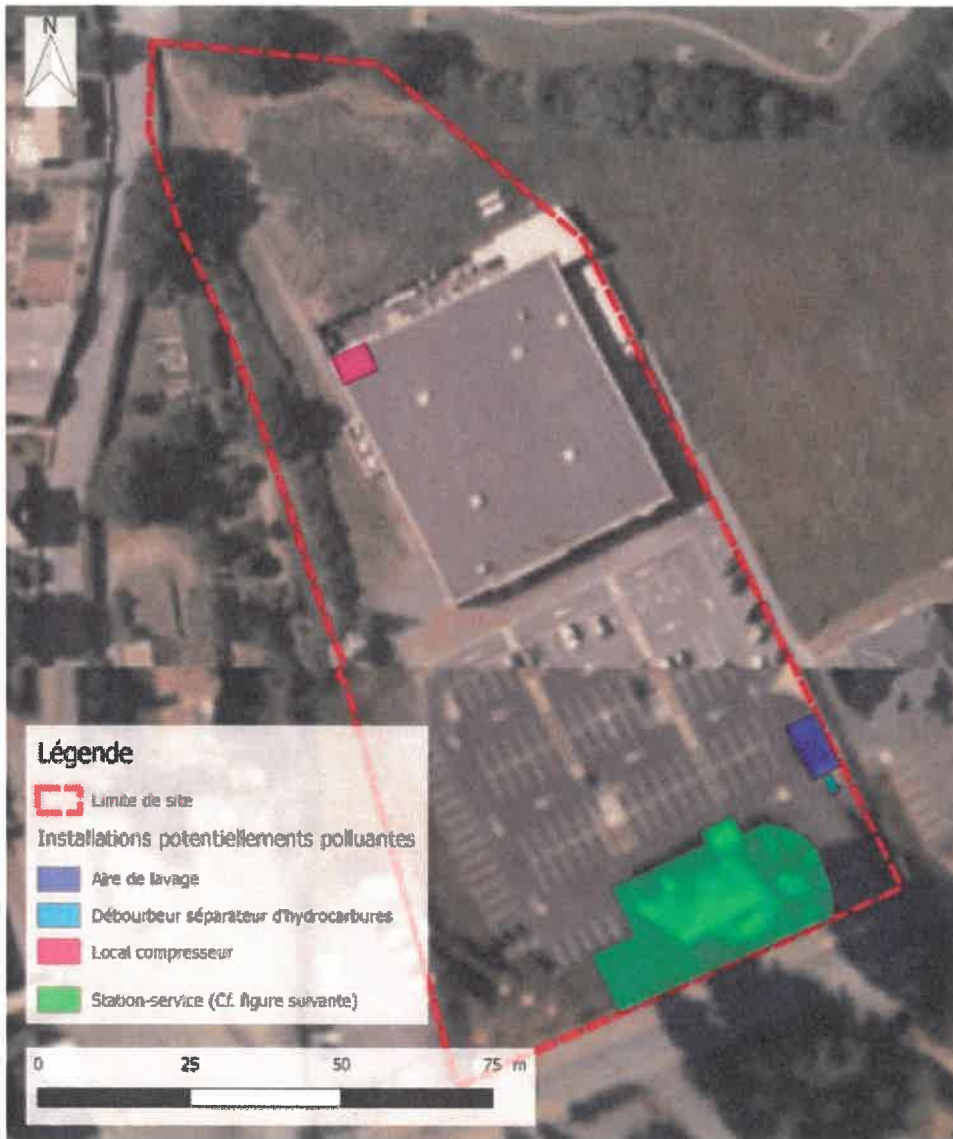 N
Légende
Limite de site
Installations potentiellements polluantes
Aire de lavage
Débourbeur séparateur d'hydrocarbures
Local compresseur
Station-service (Cf. figure suivante)
0 25 50 75 m